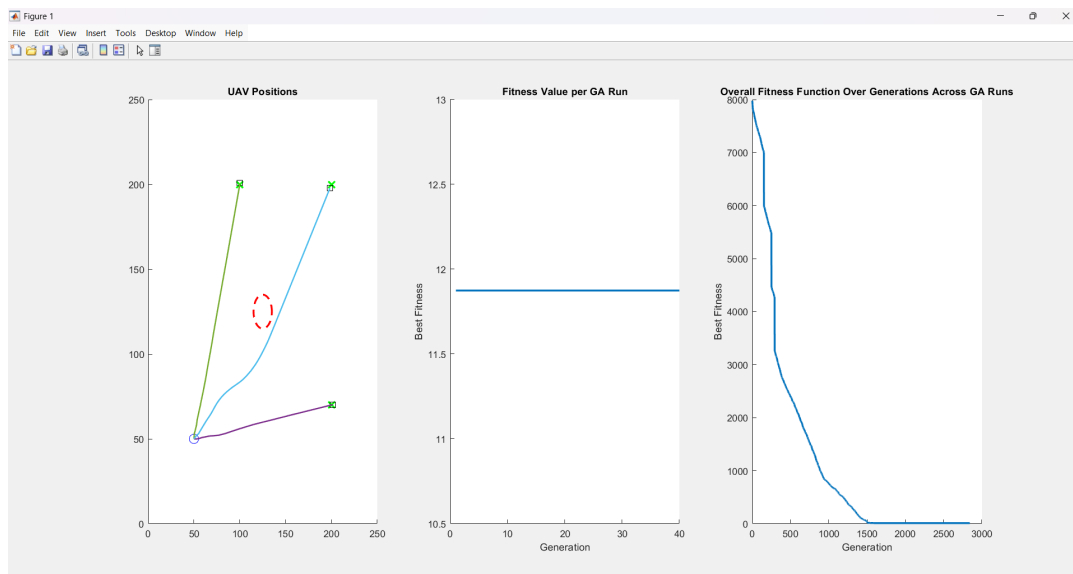 Figure 1
File Edit View Insert Tools Desktop Window Help
UAV Positions
250
200
150
100
50
0
0 50 100 150 200 250
Fitness Value per GA Run
13
12.5
12
11.5
11
10.5
Best Fitness
0 10 20 30 40
Generation
Overall Fitness Function Over Generations Across GA Runs
8000
7000
6000
5000
4000
3000
2000
1000
0
Best Fitness
0 500 1000 1500 2000 2500 3000
Generation